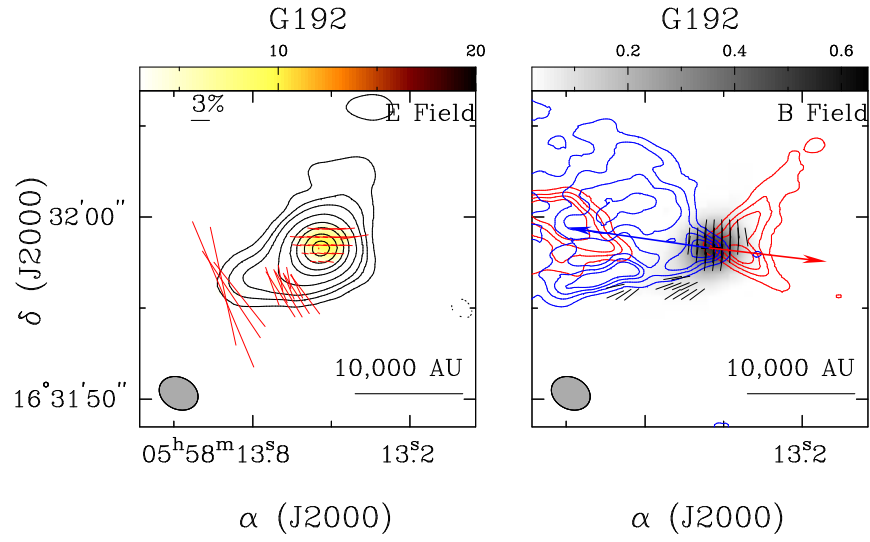 G192
10
20
3%
E Field
32'00"
16°31'50"
δ (J2000)
10,000 AU
05ʰ58ᵐ13ˢ.8
13ˢ.2
α (J2000)
G192
0.2
0.4
0.6
B Field
10,000 AU
13ˢ.2
α (J2000)